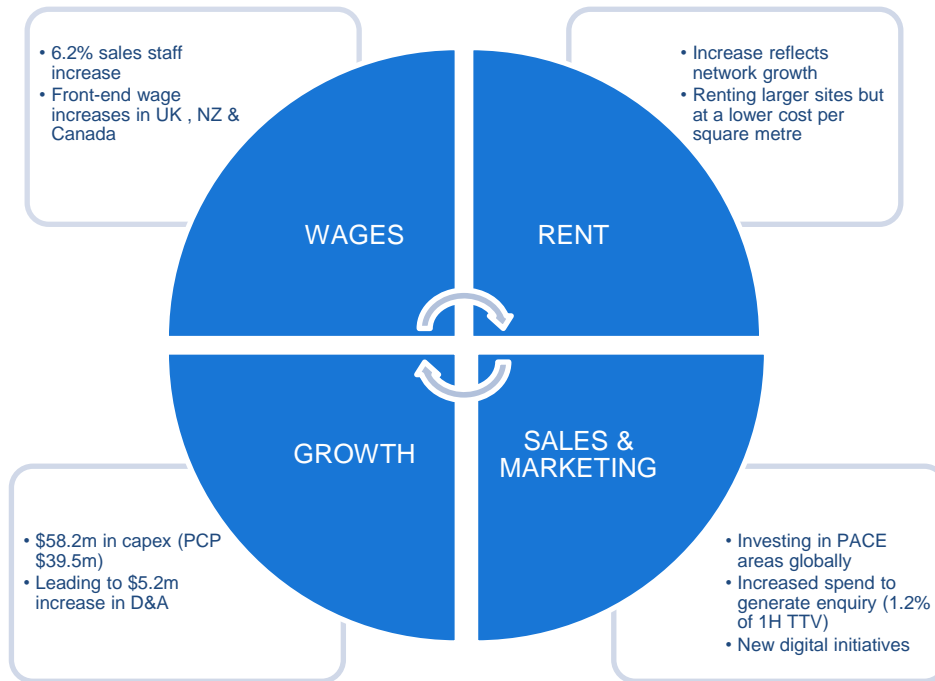 • 6.2% sales staff
increase
• Front-end wage
increases in UK , NZ &
Canada
• Increase reflects
network growth
• Renting larger sites but
at a lower cost per
square metre
WAGES
RENT
GROWTH
SALES &
MARKETING
• $58.2m in capex (PCP
$39.5m)
• Leading to $5.2m
increase in D&A
• Investing in PACE
areas globally
• Increased spend to
generate enquiry (1.2%
of 1H TTV)
• New digital initiatives